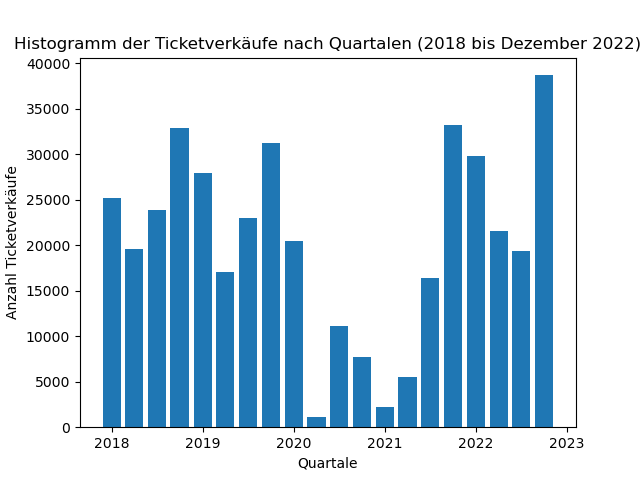 Histogramm der Ticketverkäufe nach Quartalen (2018 bis Dezember 2022)
40000
35000
30000
25000
20000
15000
10000
5000
0
Anzahl Ticketverkäufe
2018 2019 2020 2021 2022 2023
Quartale